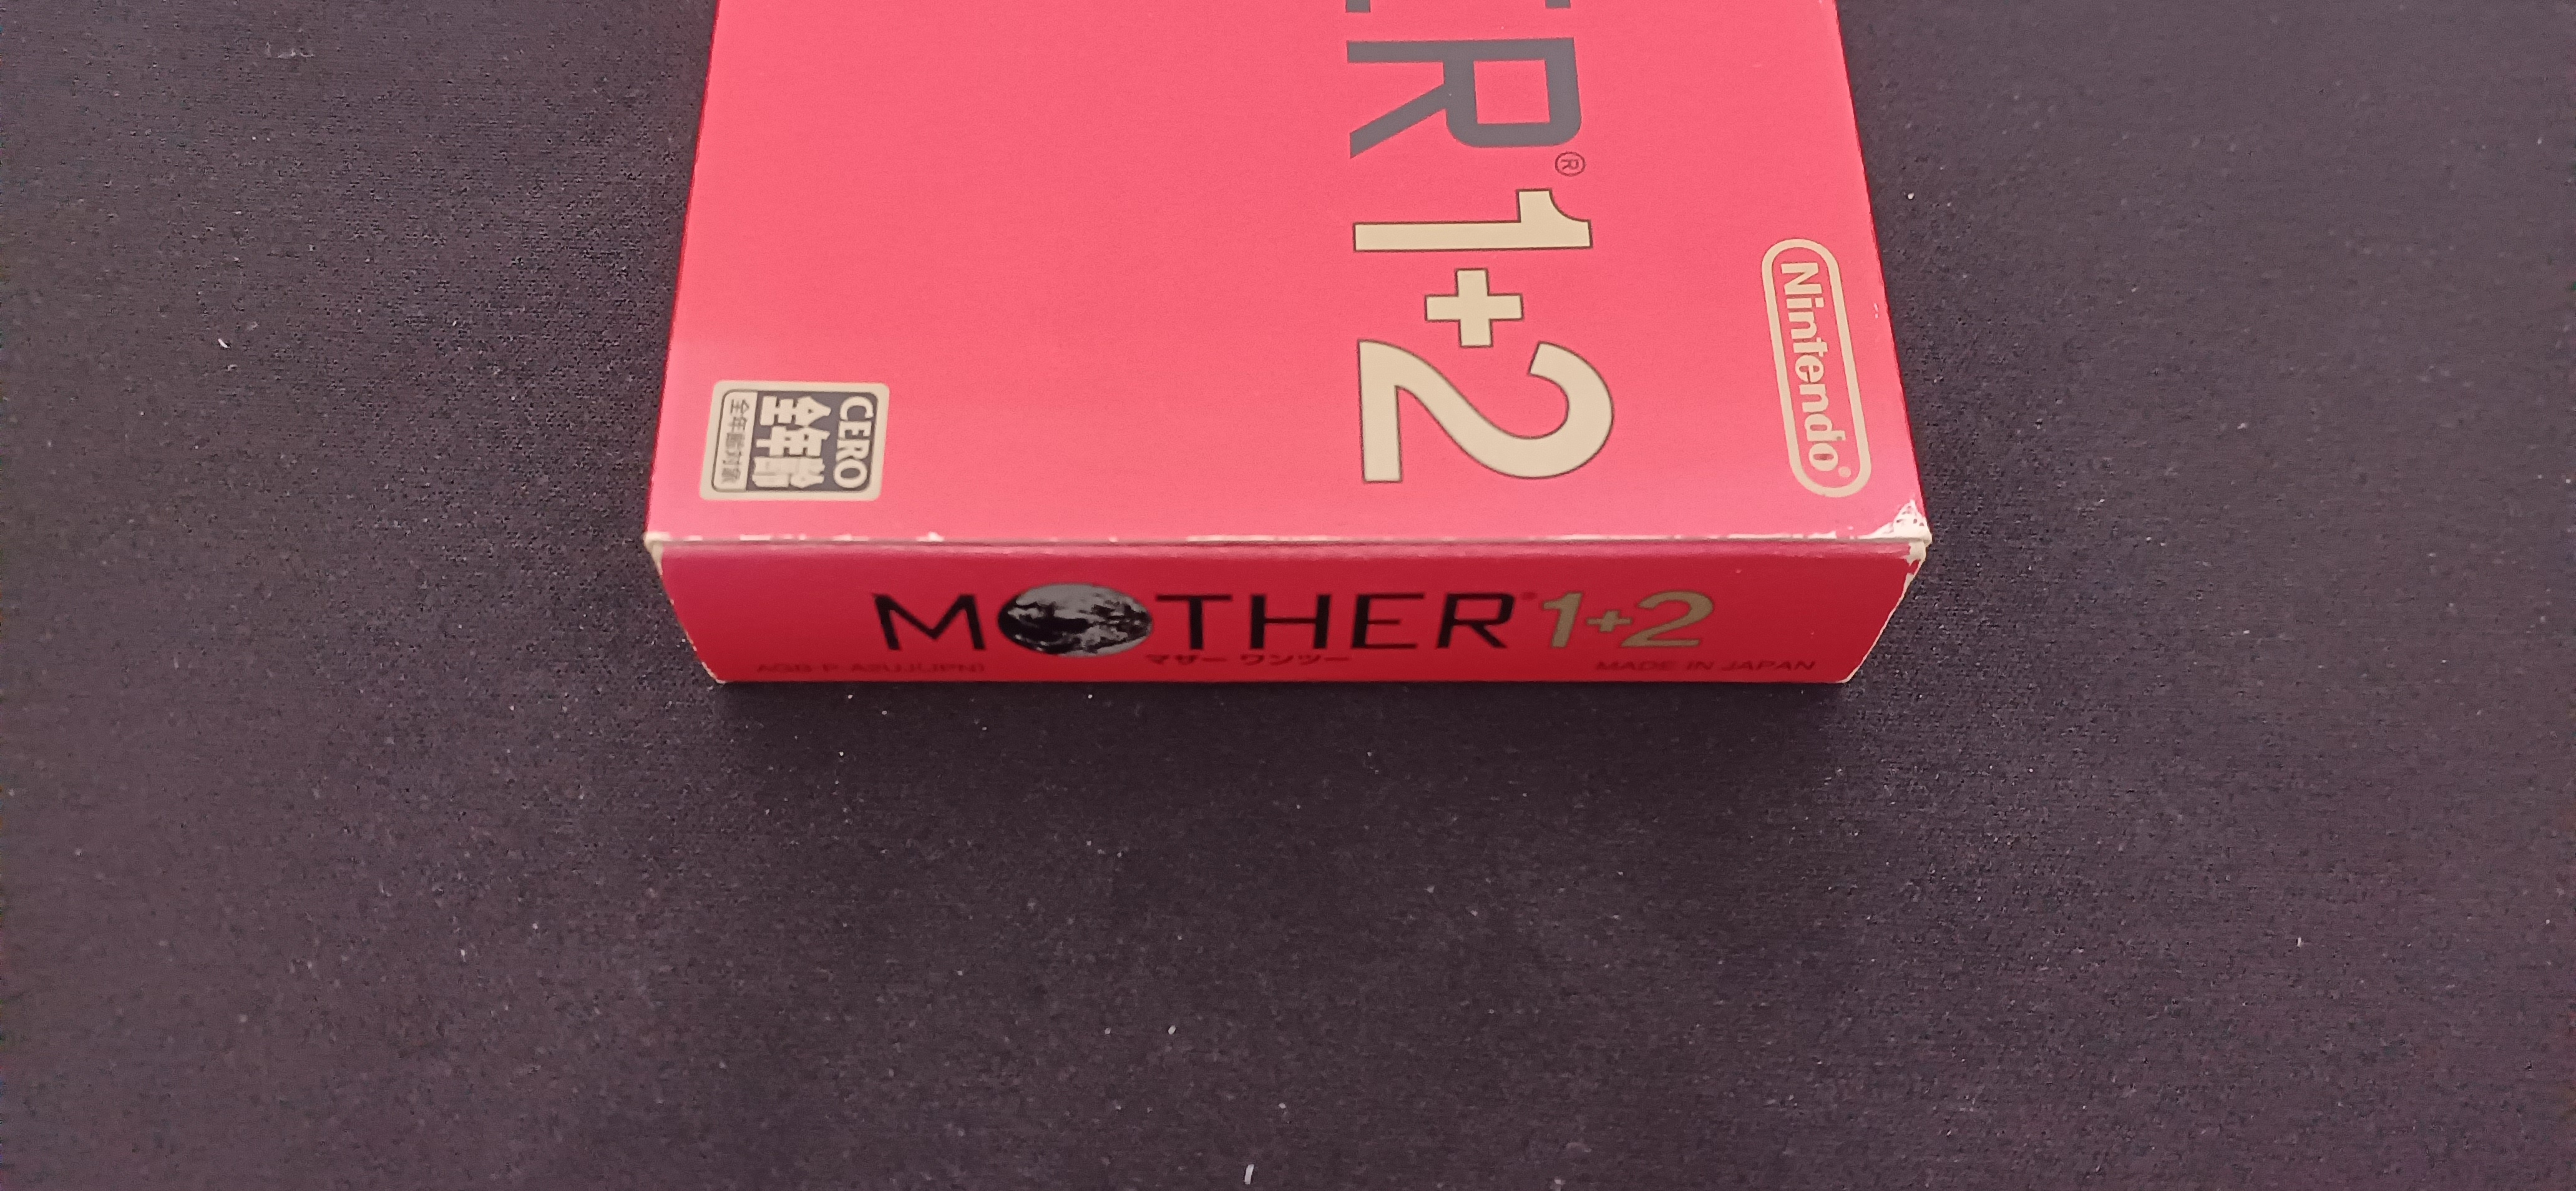 ER®1+2
Nintendo®
CERO
全年齢
全年齢対象
MOTHER®1+2
マザー ワンツー
AGB-P-A2UJ(JPN)
MADE IN JAPAN